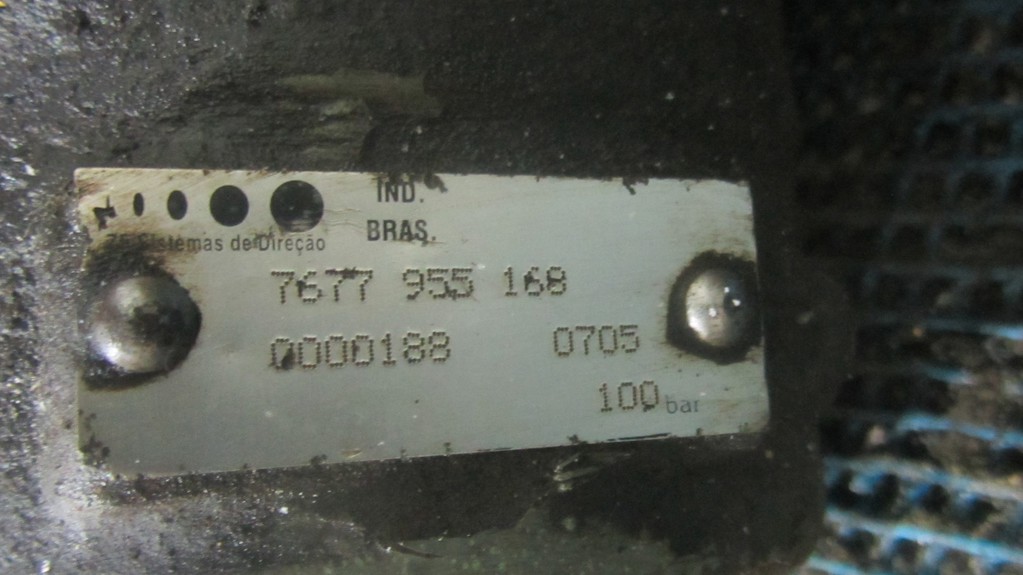 IND.
BRAS.
Sistemas de Direção
7677 955 168
0000188 0705
100 bar